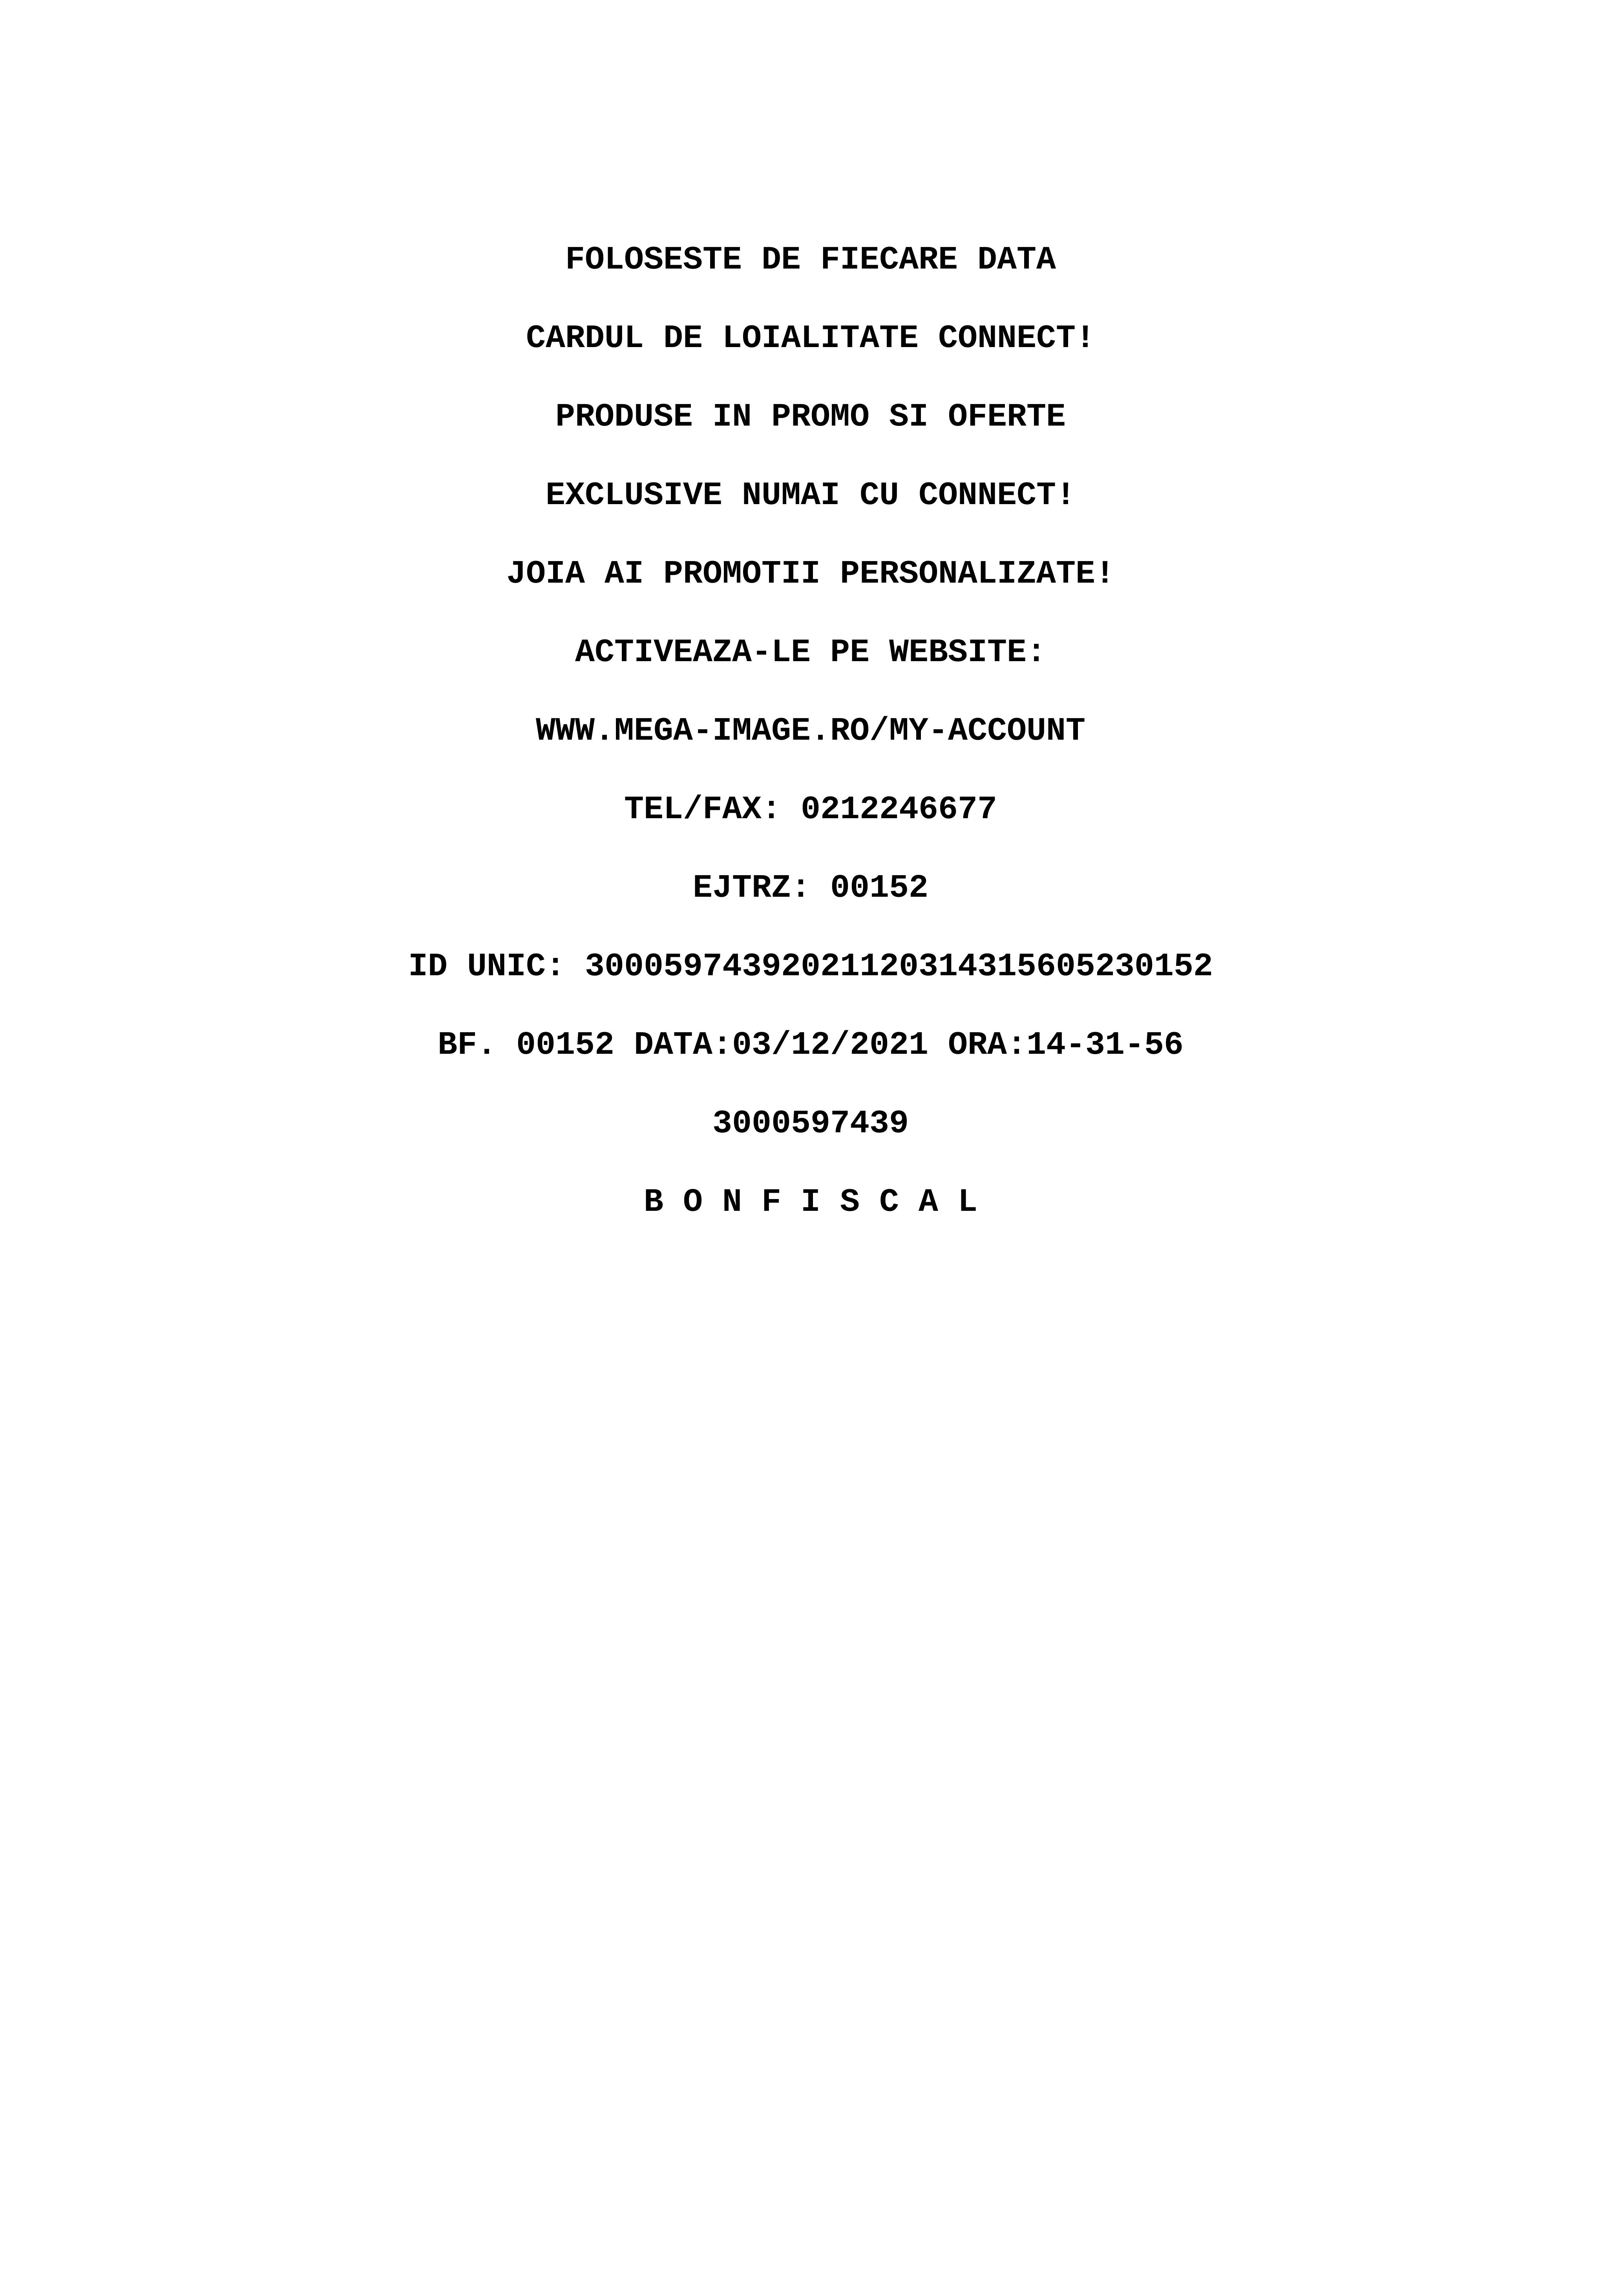 FOLOSESTE DE FIECARE DATA
CARDUL DE LOIALITATE CONNECT!
PRODUSE IN PROMO SI OFERTE
EXCLUSIVE NUMAI CU CONNECT!
JOIA AI PROMOTII PERSONALIZATE!
ACTIVEAZA-LE PE WEBSITE:
WWW.MEGA-IMAGE.RO/MY-ACCOUNT
TEL/FAX: 0212246677
EJTRZ: 00152
ID UNIC: 30005974392021120314315605230152
BF. 00152 DATA:03/12/2021 ORA:14-31-56
3000597439
B O N F I S C A L